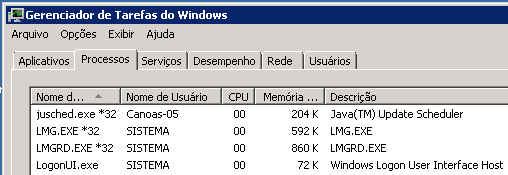 Gerenciador de Tarefas do Windows
Arquivo Opções Exibir Ajuda
Aplicativos Processos Serviços Desempenho Rede Usuários
Nome d... Nome de Usuário CPU Memória ... Descrição
jusched.exe *32 Canoas-05 00 204 K Java(TM) Update Scheduler
LMG.EXE *32 SISTEMA 00 592 K LMG.EXE
LMGRD.EXE *32 SISTEMA 00 860 K LMGRD.EXE
LogonUI.exe SISTEMA 00 72 K Windows Logon User Interface Host